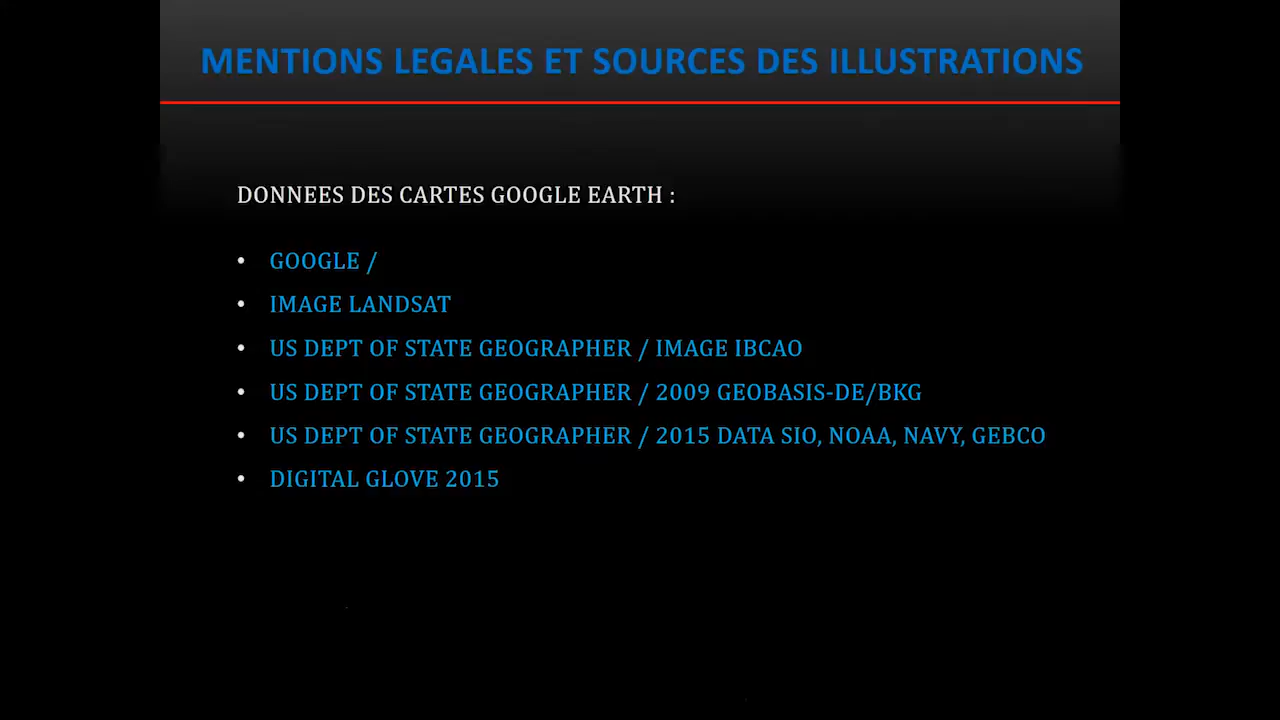 MENTIONS LEGALES ET SOURCES DES ILLUSTRATIONS
DONNEES DES CARTES GOOGLE EARTH :
• GOOGLE /
• IMAGE LANDSAT
• US DEPT OF STATE GEOGRAPHER / IMAGE IBCAO
• US DEPT OF STATE GEOGRAPHER / 2009 GEOBASIS-DE/BKG
• US DEPT OF STATE GEOGRAPHER / 2015 DATA SIO, NOAA, NAVY, GEBCO
• DIGITAL GLOVE 2015